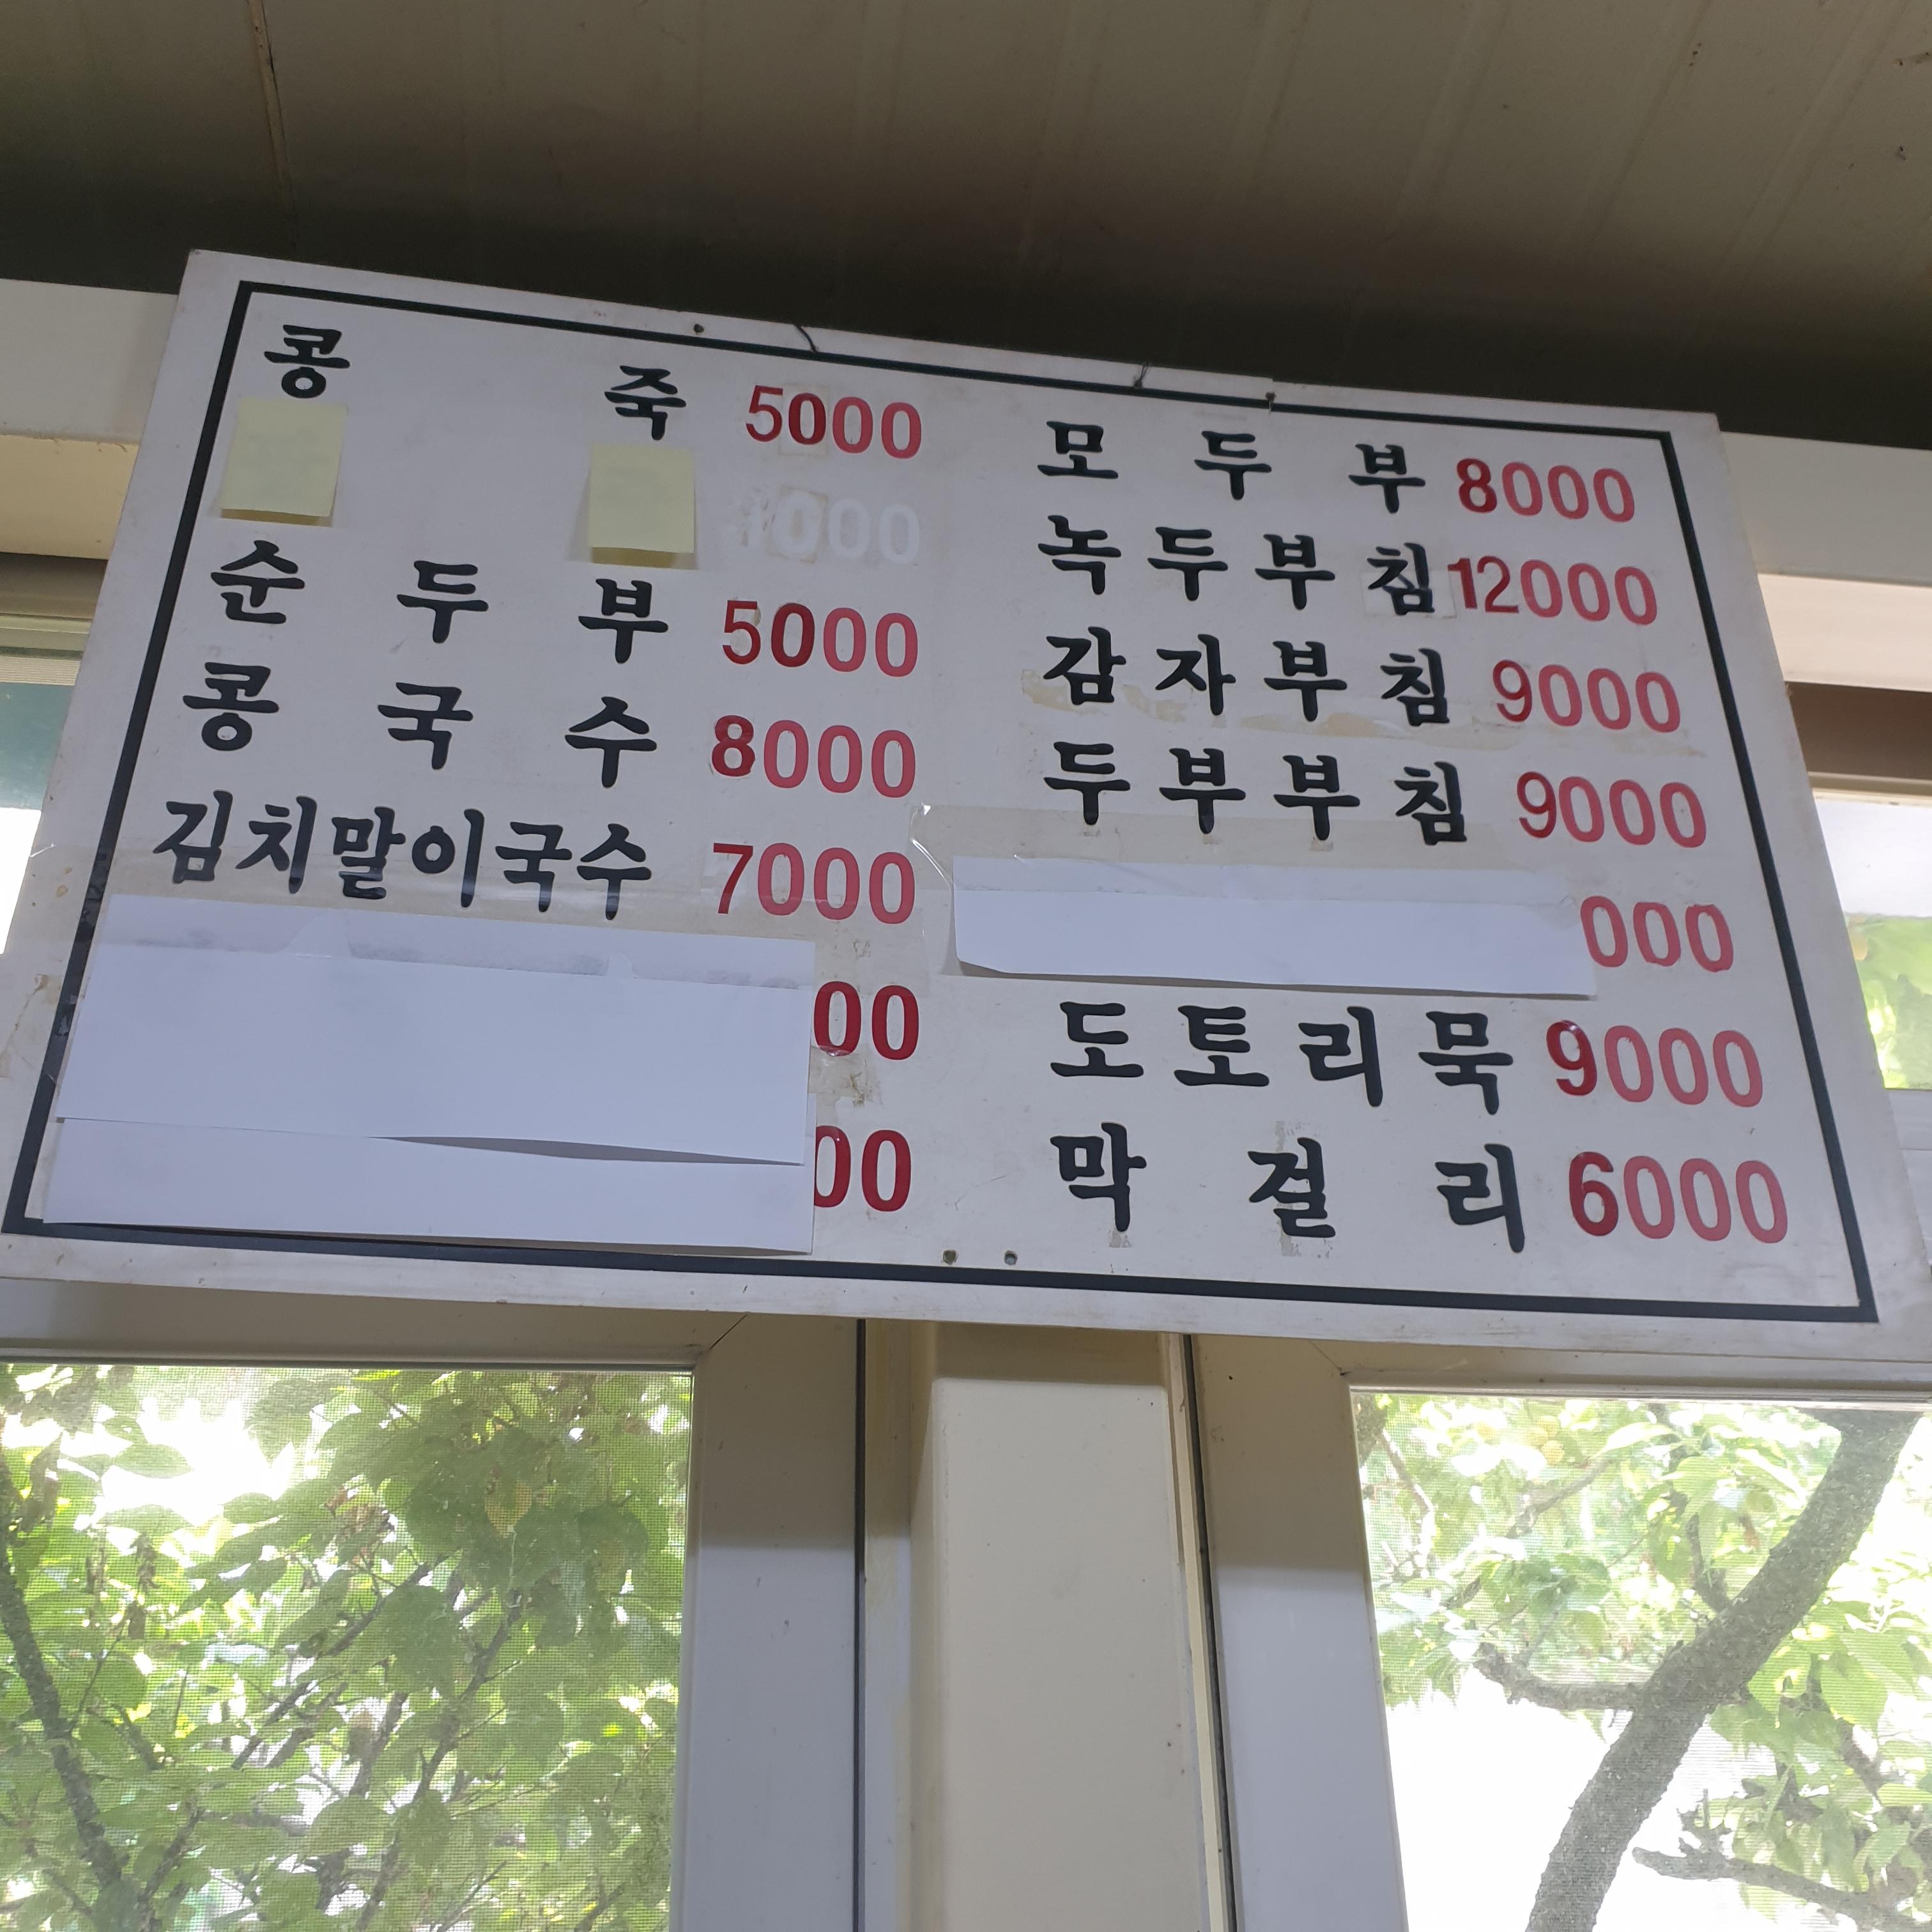 콩 죽 5000
순 두 부 5000
콩 국 수 8000
김치말이국수 7000
00
00
모 두 부 8000
녹두부침 12000
감자부침 9000
두부부침 9000
000
도토리묵 9000
막 걸 리 6000